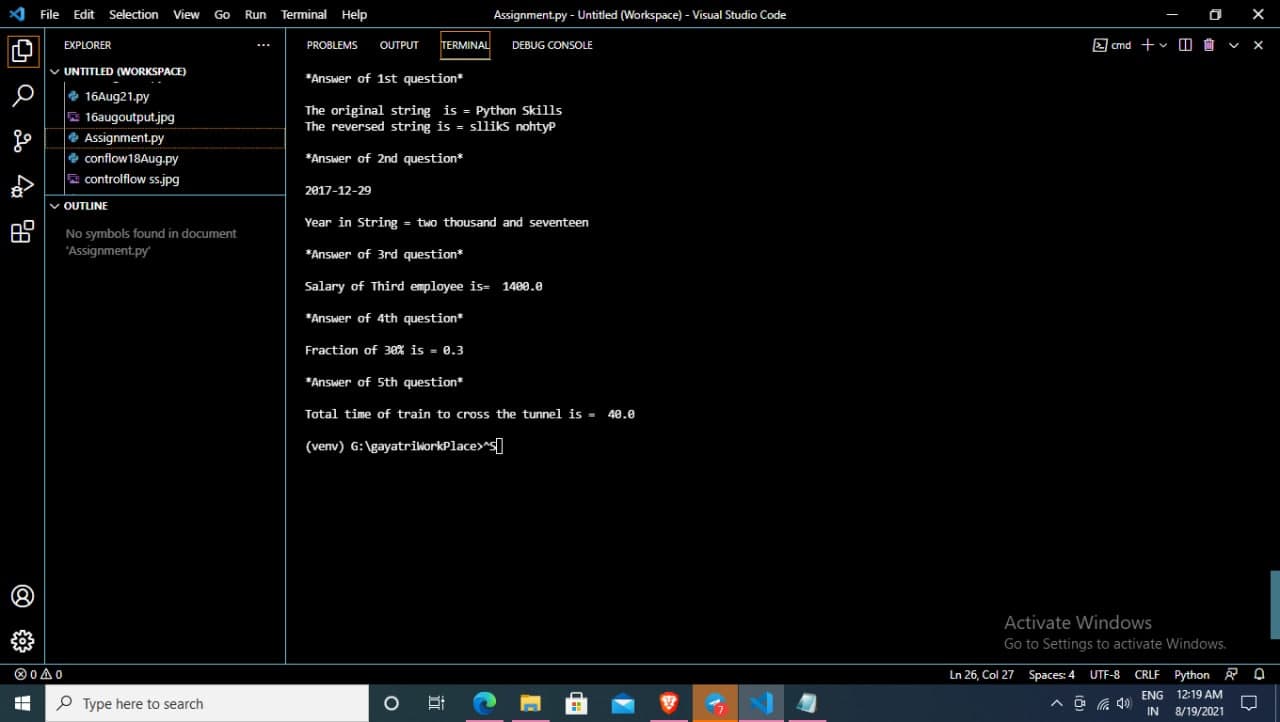 File Edit Selection View Go Run Terminal Help
Assignment.py - Untitled (Workspace) - Visual Studio Code
EXPLORER
UNTITLED (WORKSPACE)
16Aug21.py
16augoutput.jpg
Assignment.py
conflow18Aug.py
controlflow ss.jpg
OUTLINE
No symbols found in document
'Assignment.py'
PROBLEMS OUTPUT TERMINAL DEBUG CONSOLE
cmd
*Answer of 1st question*
The original string  is = Python Skills
The reversed string is = sllikS nohtyP
*Answer of 2nd question*
2017-12-29
Year in String = two thousand and seventeen
*Answer of 3rd question*
Salary of Third employee is=  1400.0
*Answer of 4th question*
Fraction of 30% is = 0.3
*Answer of 5th question*
Total time of train to cross the tunnel is =  40.0
(venv) G:\gayatriWorkPlace>^S
Activate Windows
Go to Settings to activate Windows.
0 0
Ln 26, Col 27 Spaces: 4 UTF-8 CRLF Python
Type here to search
7
ENG
IN
12:19 AM
8/19/2021